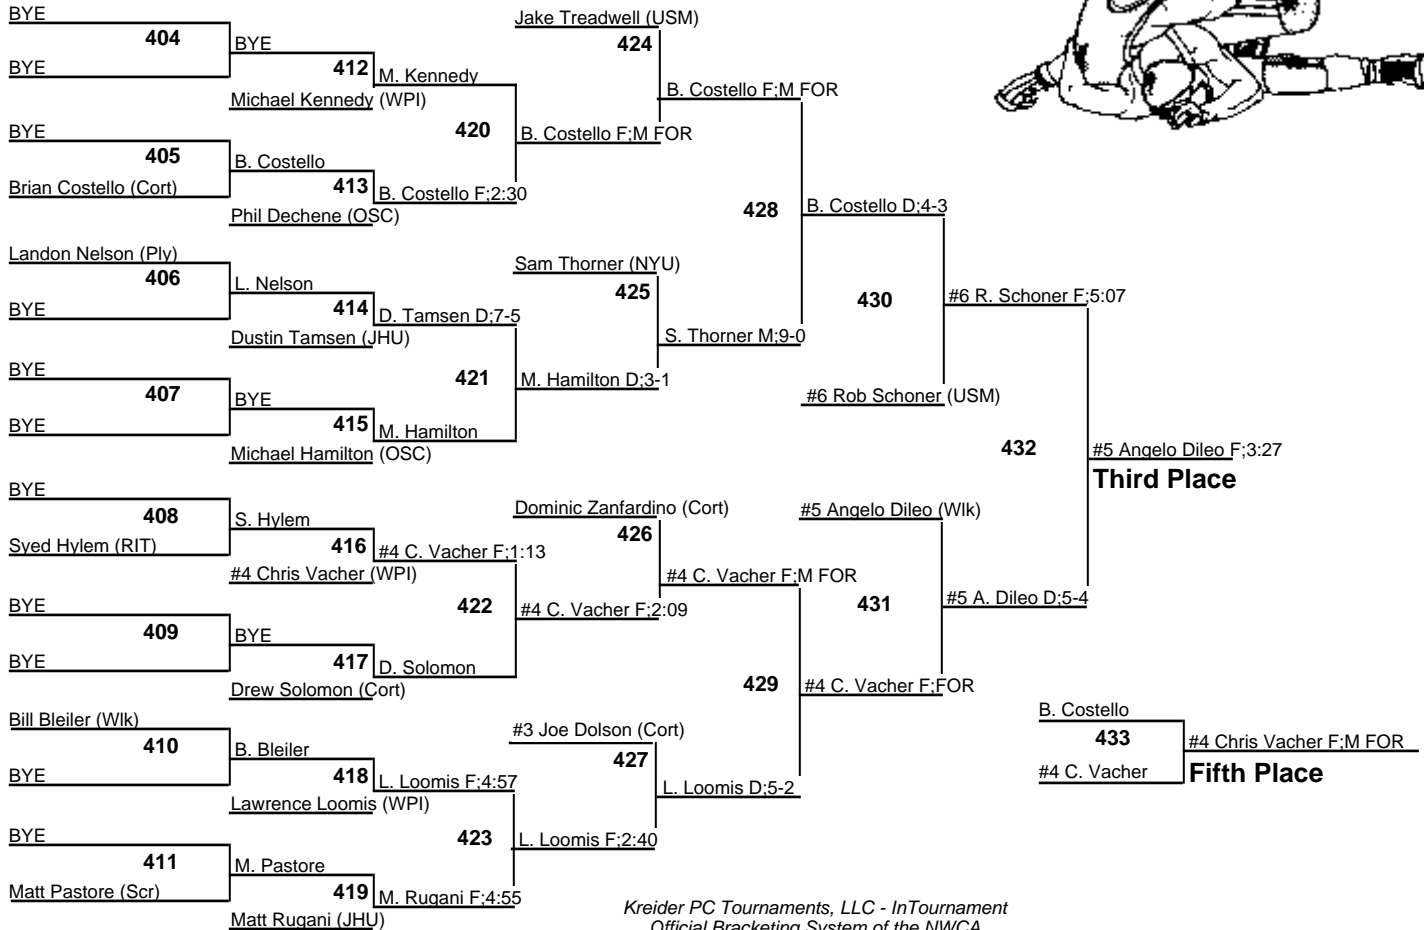 BYE
404
BYE
BYE
412
M. Kennedy
Michael Kennedy (WPI)
420
BYE
405
B. Costello
Brian Costello (Cort)
413
B. Costello F;2:30
Phil Dechene (OSC)
Jake Treadwell (USM)
424
B. Costello F;M FOR
B. Costello F;M FOR
428
B. Costello D;4-3
Landon Nelson (Ply)
406
L. Nelson
BYE
414
D. Tamsen D;7-5
Dustin Tamsen (JHU)
421
M. Hamilton D;3-1
BYE
407
BYE
BYE
415
M. Hamilton
Michael Hamilton (OSC)
Sam Thorner (NYU)
425
S. Thorner M;9-0
430
#6 R. Schoner F;5:07
#6 Rob Schoner (USM)
432
#5 Angelo Dileo F;3:27
Third Place
BYE
408
S. Hylem
Syed Hylem (RIT)
416
#4 C. Vacher F;1:13
#4 Chris Vacher (WPI)
422
#4 C. Vacher F;2:09
BYE
409
BYE
BYE
417
D. Solomon
Drew Solomon (Cort)
Dominic Zanfardino (Cort)
426
#4 C. Vacher F;M FOR
#5 Angelo Dileo (Wlk)
431
#5 A. Dileo D;5-4
429
#4 C. Vacher F;FOR
Bill Bleiler (Wlk)
410
B. Bleiler
BYE
418
L. Loomis F;4:57
Lawrence Loomis (WPI)
423
L. Loomis F;2:40
BYE
411
M. Pastore
Matt Pastore (Scr)
419
M. Rugani F;4:55
Matt Rugani (JHU)
#3 Joe Dolson (Cort)
427
L. Loomis D;5-2
B. Costello
433
#4 Chris Vacher F;M FOR
#4 C. Vacher
Fifth Place
Kreider PC Tournaments, LLC - InTournament
Official Bracketing System of the NWCA